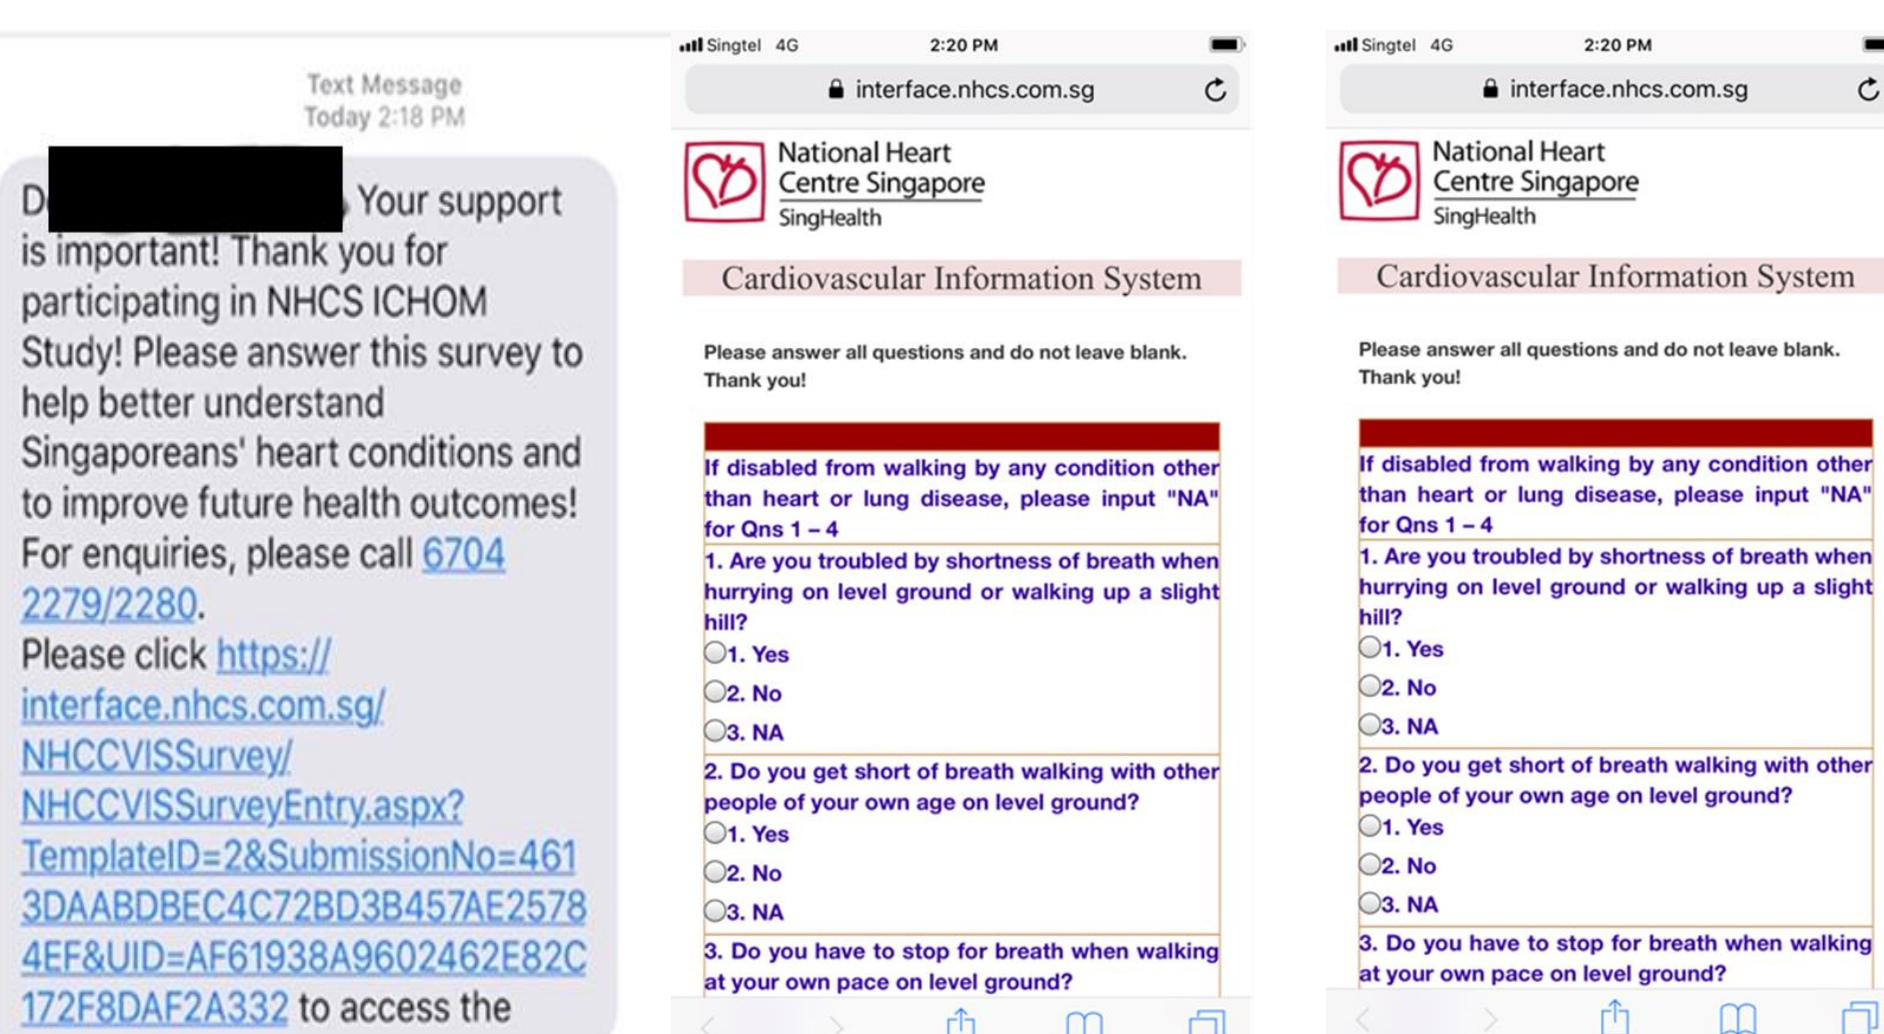 Text Message
Today 2:18 PM
Your support
is important! Thank you for
participating in NHCS ICHOM
Study! Please answer this survey to
help better understand
Singaporeans' heart conditions and
to improve future health outcomes!
For enquiries, please call 6704
2279/2280.
Please click https://
interface.nhcs.com.sg/
NHCCVISSurvey/
NHCCVISSurveyEntry.aspx?
TemplateID=2&SubmissionNo=461
3DAABDBEC4C72BD3B457AE2578
4EF&UID=AF61938A9602462E82C
172F8DAF2A332 to access the
Singtel 4G 2:20 PM
interface.nhcs.com.sg
National Heart
Centre Singapore
SingHealth
Cardiovascular Information System
Please answer all questions and do not leave blank.
Thank you!
If disabled from walking by any condition other
than heart or lung disease, please input "NA"
for Qns 1 – 4
1. Are you troubled by shortness of breath when
hurrying on level ground or walking up a slight
hill?
1. Yes
2. No
3. NA
2. Do you get short of breath walking with other
people of your own age on level ground?
1. Yes
2. No
3. NA
3. Do you have to stop for breath when walking
at your own pace on level ground?
Singtel 4G 2:20 PM
interface.nhcs.com.sg
National Heart
Centre Singapore
SingHealth
Cardiovascular Information System
Please answer all questions and do not leave blank.
Thank you!
If disabled from walking by any condition other
than heart or lung disease, please input "NA"
for Qns 1 – 4
1. Are you troubled by shortness of breath when
hurrying on level ground or walking up a slight
hill?
1. Yes
2. No
3. NA
2. Do you get short of breath walking with other
people of your own age on level ground?
1. Yes
2. No
3. NA
3. Do you have to stop for breath when walking
at your own pace on level ground?